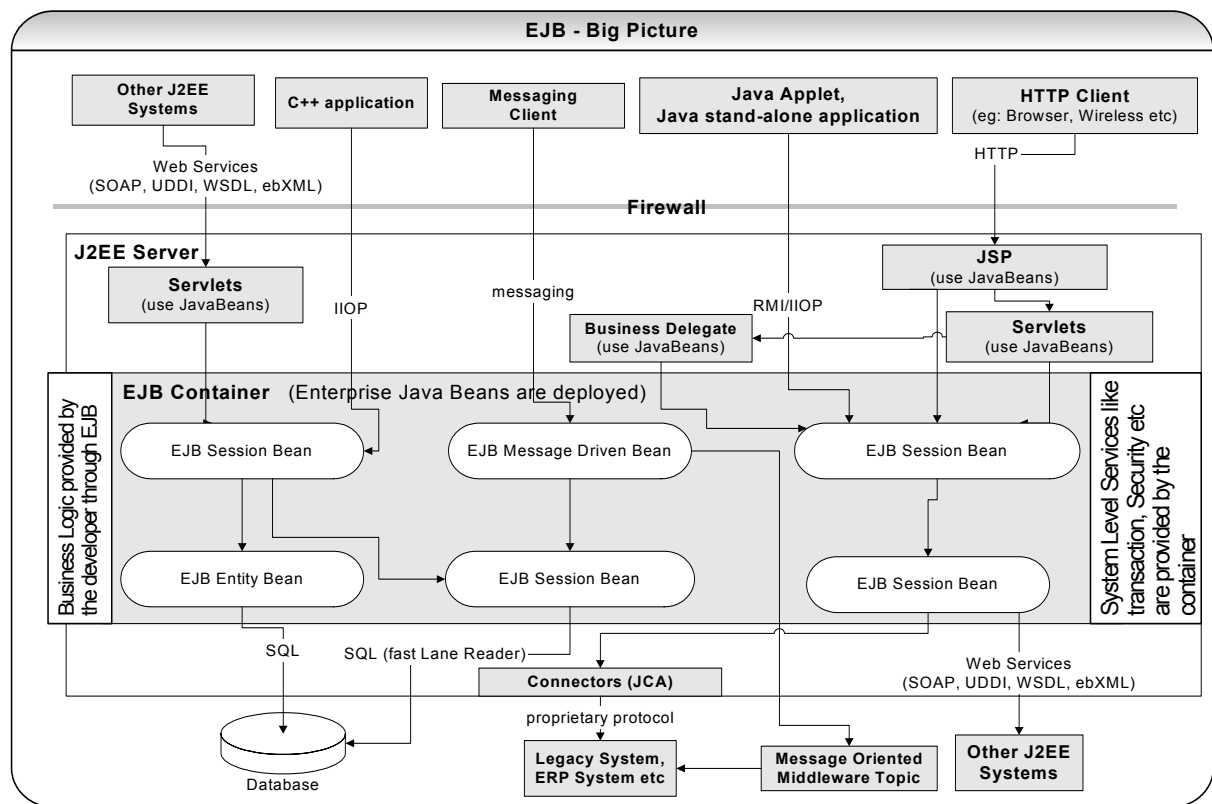 EJB - Big Picture
Other J2EE
Systems
C++ application
Messaging
Client
Java Applet,
Java stand-alone application
HTTP Client
(eg: Browser, Wireless etc)
Web Services
(SOAP, UDDI, WSDL, ebXML)
HTTP
Firewall
J2EE Server
Servlets
(use JavaBeans)
IIOP
messaging
RMI/IIOP
JSP
(use JavaBeans)
Business Delegate
(use JavaBeans)
Servlets
(use JavaBeans)
Business Logic provided by
the developer through EJB
EJB Container (Enterprise Java Beans are deployed)
System Level Services like
transaction, Security etc
are provided by the
container
EJB Session Bean
EJB Message Driven Bean
EJB Session Bean
EJB Entity Bean
EJB Session Bean
EJB Session Bean
SQL
SQL (fast Lane Reader)
Web Services
(SOAP, UDDI, WSDL, ebXML)
Connectors (JCA)
proprietary protocol
Database
Legacy System,
ERP System etc
Message Oriented
Middleware Topic
Other J2EE
Systems